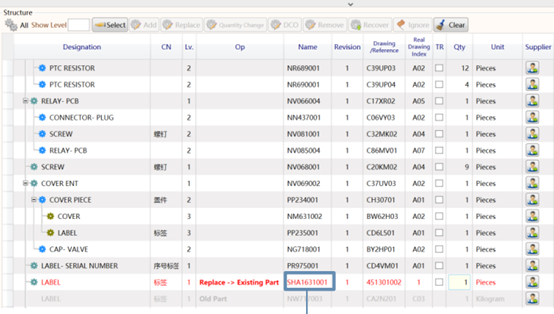 Structure
All Show Level Select Add Replace Quantity Change DCO Remove Recover Ignore Clear
Designation CN Lv. Op Name Revision Drawing /Reference Real Drawing Index TR Qty Unit Supplier
PTC RESISTOR 2 NR689001 1 C39UP03 A02 12 Pieces
PTC RESISTOR 2 NR690001 1 C39UP04 A02 4 Pieces
RELAY- PCB 1 NV066004 1 C17XR02 A05 1 Pieces
CONNECTOR- PLUG 2 NN437001 1 C06VY03 A02 1 Pieces
SCREW 螺钉 2 NV081001 1 C32MK02 A04 1 Pieces
RELAY- PCB 2 NV085004 1 C86MV01 A07 1 Pieces
SCREW 螺钉 1 NV068001 1 C20KM02 A04 9 Pieces
COVER ENT 1 NV069002 1 C37UV03 A02 1 Pieces
COVER PIECE 盖件 2 PP234001 1 CH30701 A01 1 Pieces
COVER 3 NM631002 1 BW62H03 A02 1 Pieces
LABEL 标签 3 PP235001 1 CD6LS01 A01 1 Pieces
CAP- VALVE 2 NG718001 1 BY2HP01 A02 1 Pieces
LABEL- SERIAL NUMBER 序号标签 1 PR975001 1 CD4VM01 A01 1 Pieces
LABEL 标签 1 Replace -> Existing Part SHA1631001 1 451301002 1 1 Pieces
LABEL 标签 1 Old Part NW717003 1 CA2N201 C03 1 Kilogram